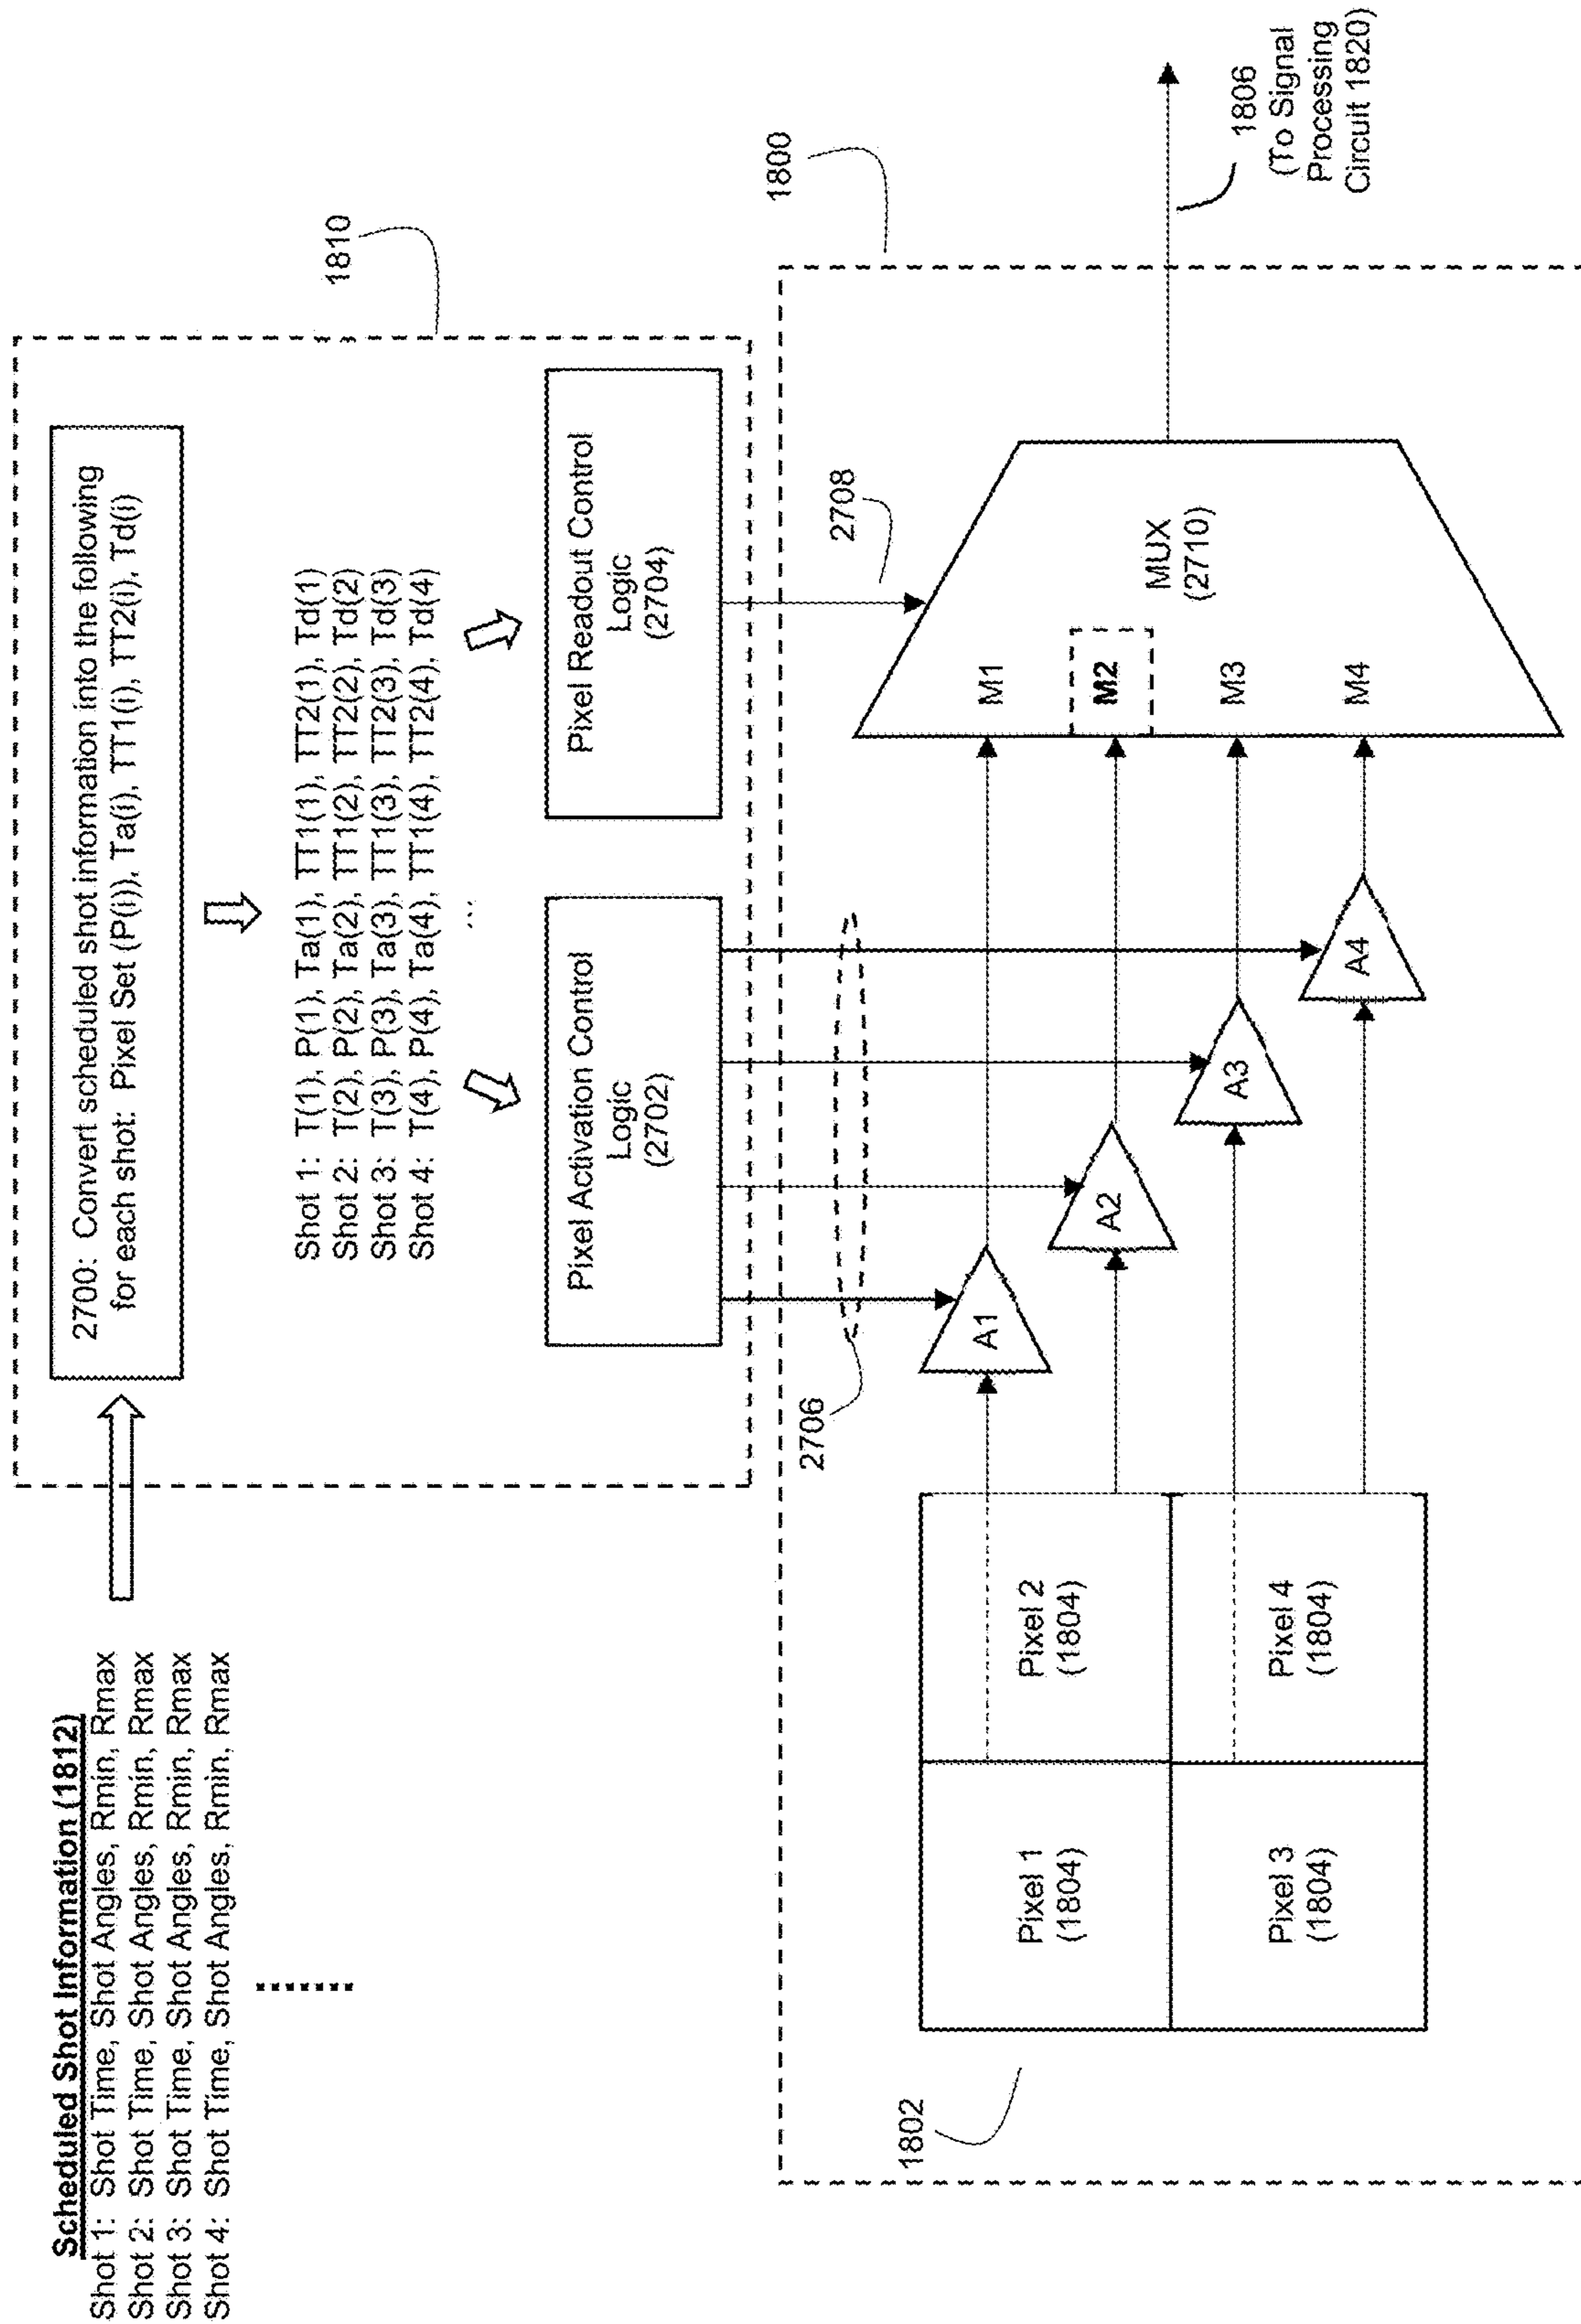 Scheduled Shot Information (1812)
Shot 1: Shot Time, Shot Angles, Rmin, Rmax
Shot 2: Shot Time, Shot Angles, Rmin, Rmax
Shot 3: Shot Time, Shot Angles, Rmin, Rmax
Shot 4: Shot Time, Shot Angles, Rmin, Rmax
.......
2700: Convert scheduled shot information into the following
for each shot: Pixel Set (P(i)), Ta(i), TT1(i), TT2(i), Td(i)
1810
Shot 1: T(1), P(1), Ta(1), TT1(1), TT2(1), Td(1)
Shot 2: T(2), P(2), Ta(2), TT1(2), TT2(2), Td(2)
Shot 3: T(3), P(3), Ta(3), TT1(3), TT2(3), Td(3)
Shot 4: T(4), P(4), Ta(4), TT1(4), TT2(4), Td(4)
...
Pixel Activation Control
Logic
(2702)
Pixel Readout Control
Logic
(2704)
2706
2708
1800
1802
Pixel 1
(1804)
Pixel 2
(1804)
Pixel 3
(1804)
Pixel 4
(1804)
A1
A2
A3
A4
M1
M2
M3
M4
MUX
(2710)
1806
(To Signal
Processing
Circuit 1820)